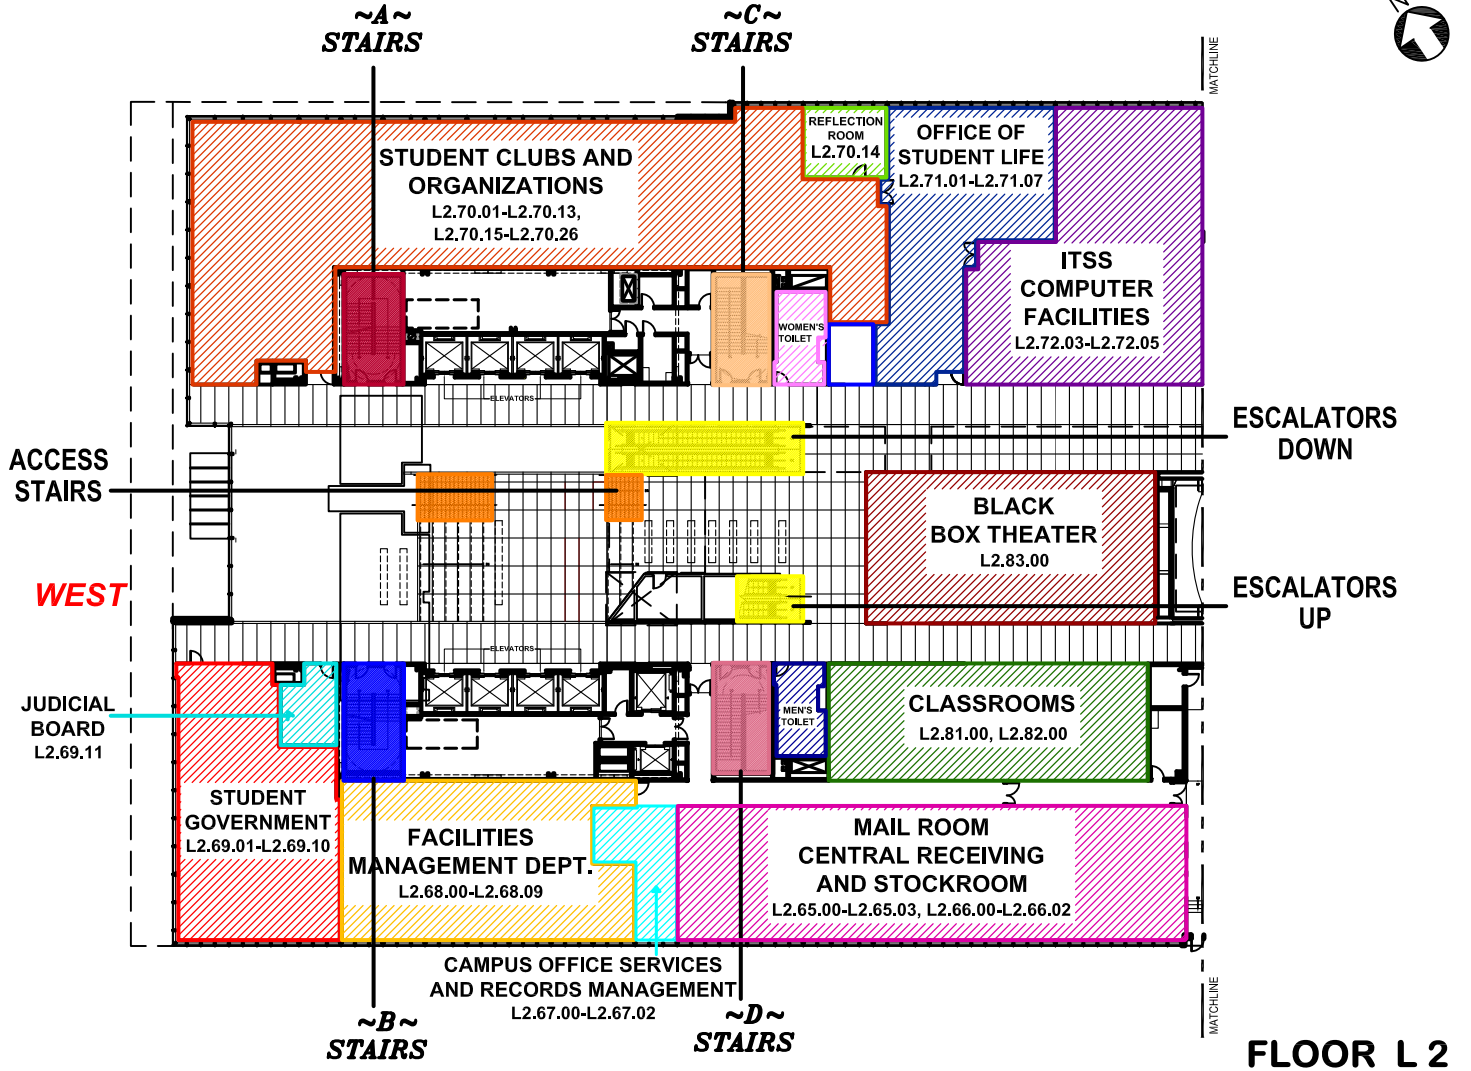 ~A~
STAIRS
~C~
STAIRS
N
MATCHLINE
REFLECTION
ROOM
L2.70.14
OFFICE OF
STUDENT LIFE
L2.71.01-L2.71.07
STUDENT CLUBS AND
ORGANIZATIONS
L2.70.01-L2.70.13,
L2.70.15-L2.70.26
ITSS
COMPUTER
FACILITIES
L2.72.03-L2.72.05
WOMEN'S
TOILET
ELEVATORS
ESCALATORS
DOWN
ACCESS
STAIRS
BLACK
BOX THEATER
L2.83.00
WEST
ESCALATORS
UP
ELEVATORS
JUDICIAL
BOARD
L2.69.11
MEN'S
TOILET
CLASSROOMS
L2.81.00, L2.82.00
STUDENT
GOVERNMENT
L2.69.01-L2.69.10
FACILITIES
MANAGEMENT DEPT.
L2.68.00-L2.68.09
MAIL ROOM
CENTRAL RECEIVING
AND STOCKROOM
L2.65.00-L2.65.03, L2.66.00-L2.66.02
CAMPUS OFFICE SERVICES
AND RECORDS MANAGEMENT
L2.67.00-L2.67.02
~B~
STAIRS
~D~
STAIRS
MATCHLINE
FLOOR L 2